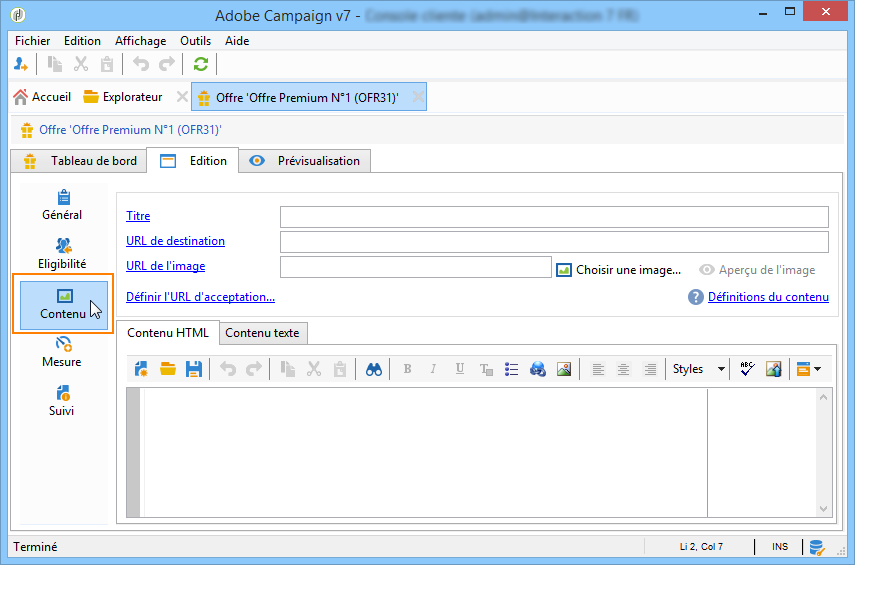 Adobe Campaign v7 -
Fichier Edition Affichage Outils Aide
Accueil Explorateur Offre 'Offre Premium N°1 (OFR31)'
Offre 'Offre Premium N°1 (OFR31)'
Tableau de bord Edition Prévisualisation
Général
Eligibilité
Contenu
Mesure
Suivi
Titre
URL de destination
URL de l'image Choisir une image... Aperçu de l'image
Définir l'URL d'acceptation... ? Définitions du contenu
Contenu HTML Contenu texte
B I U T Styles ABC
Terminé Li 2, Col 7 INS